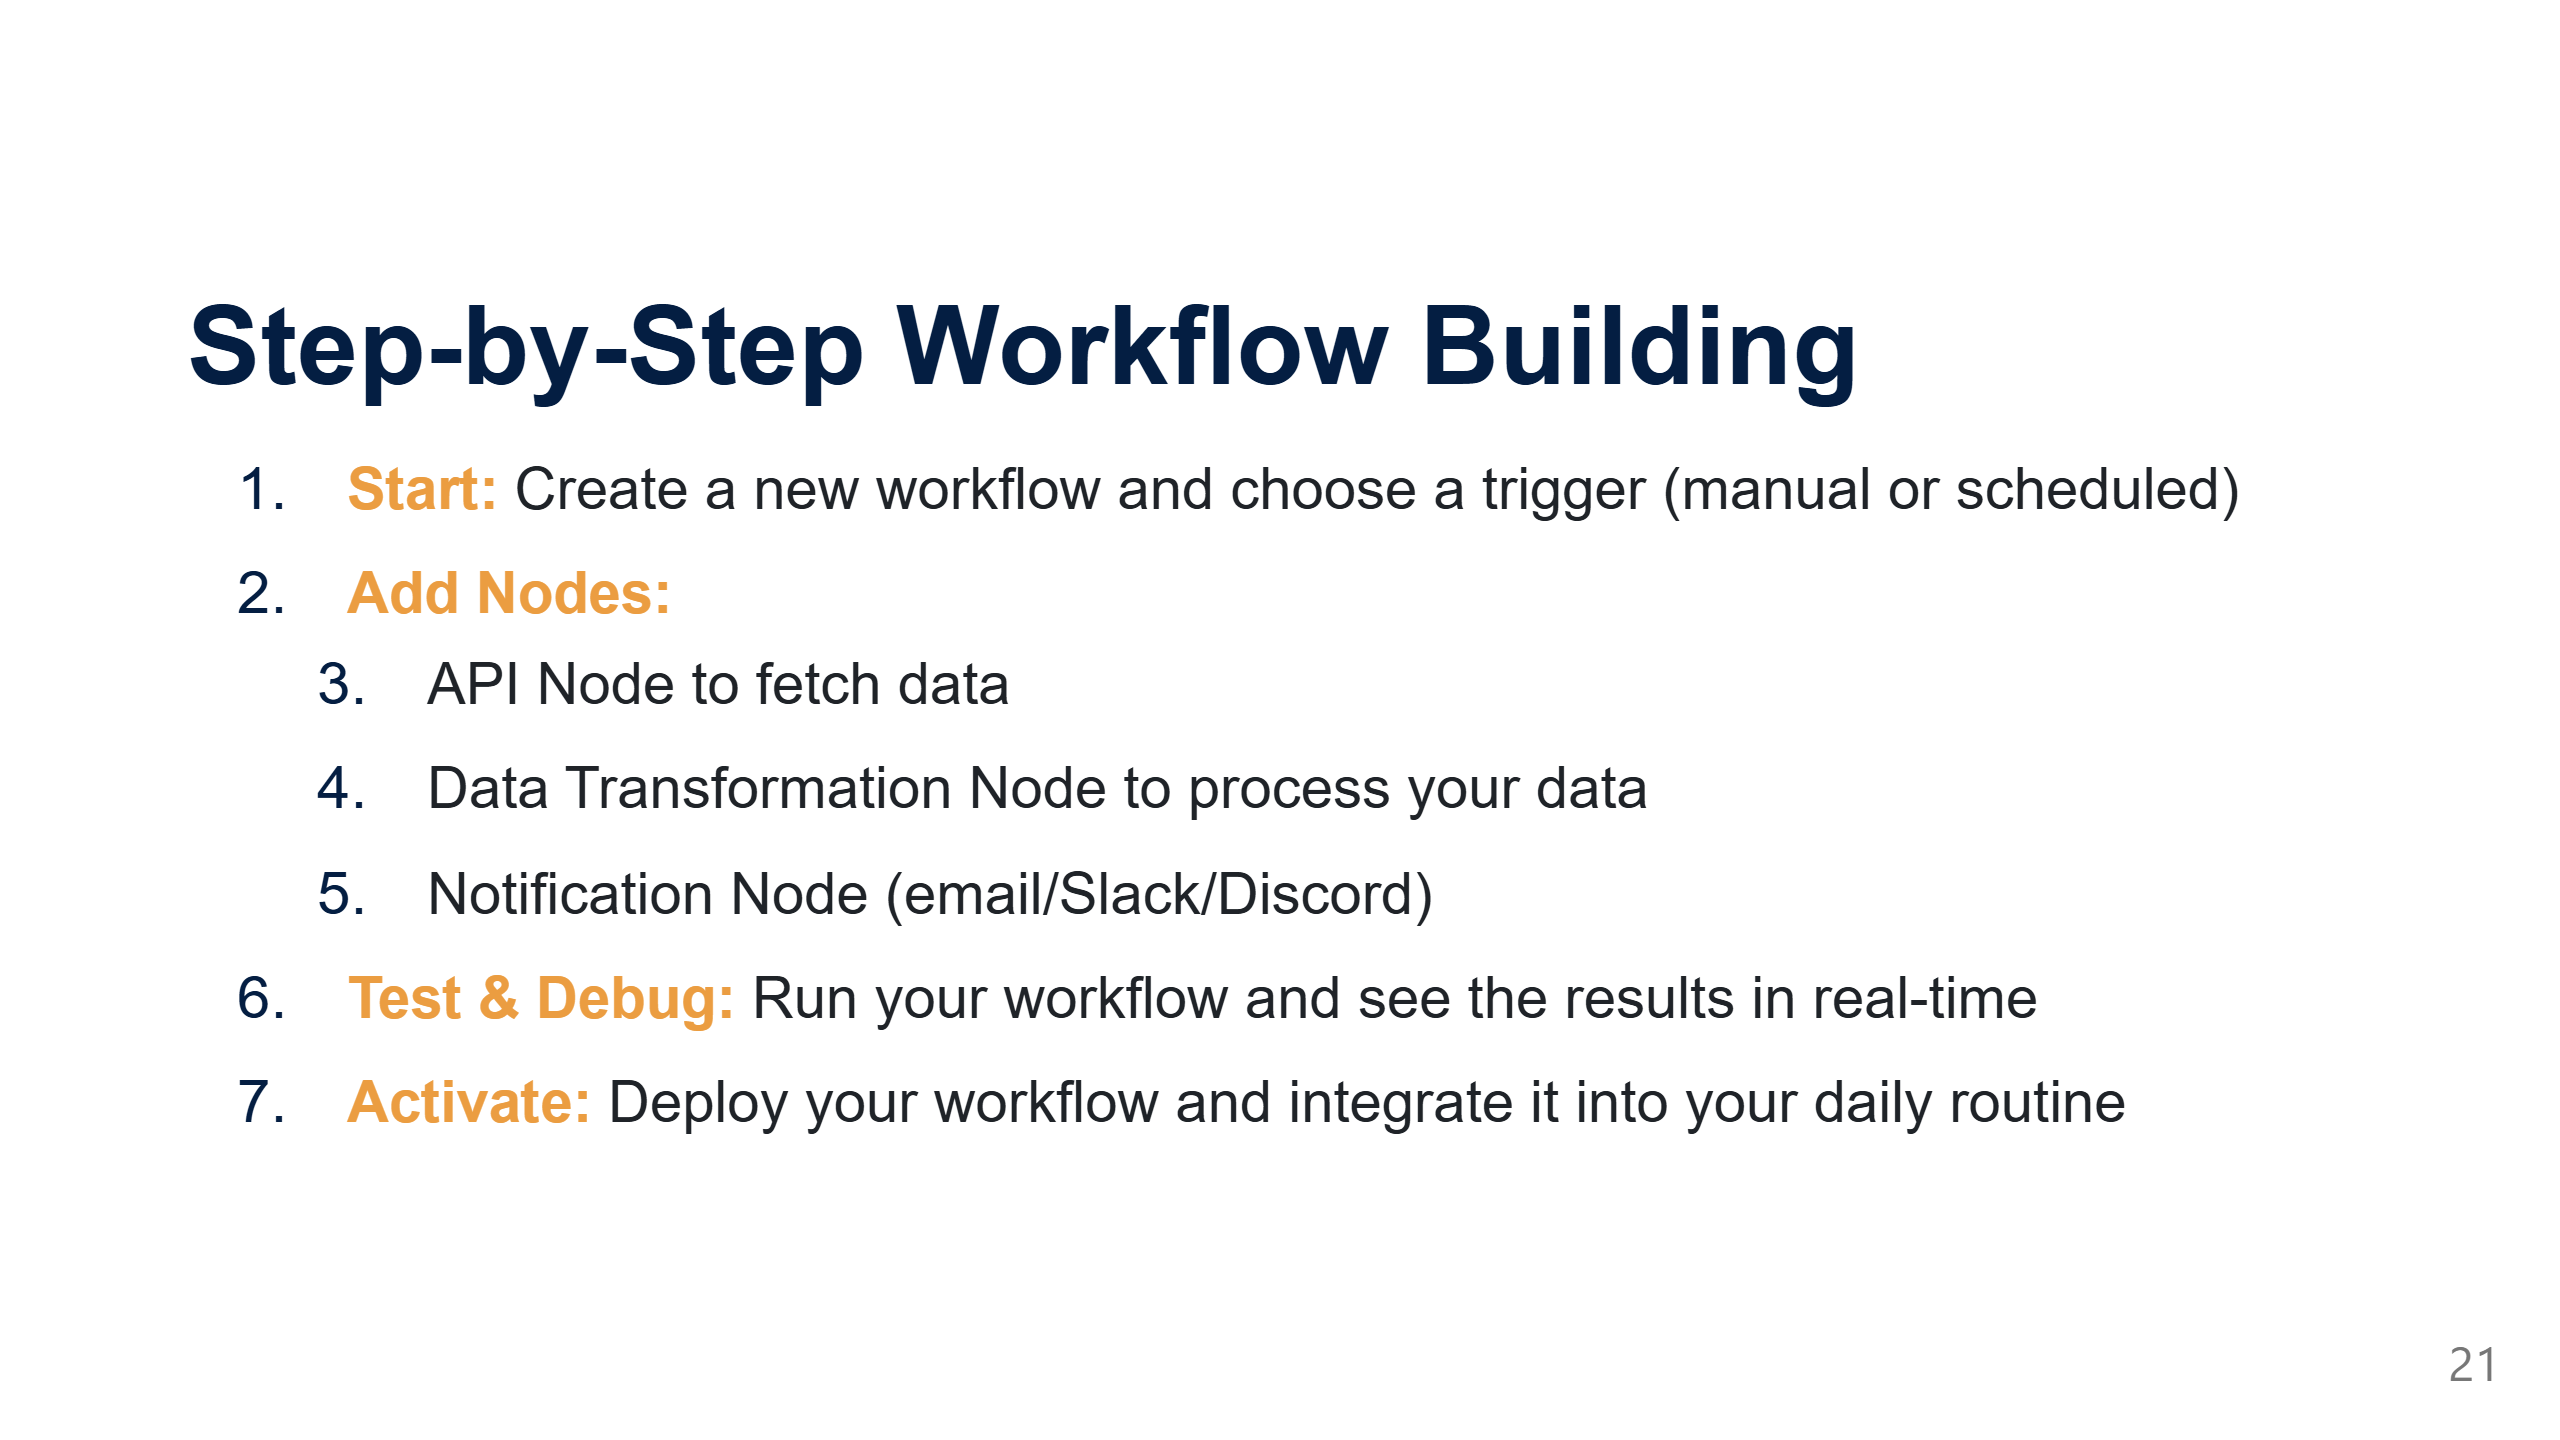 Step-by-Step Workflow Building
1. Start: Create a new workflow and choose a trigger (manual or scheduled)
2. Add Nodes:
3. API Node to fetch data
4. Data Transformation Node to process your data
5. Notification Node (email/Slack/Discord)
6. Test & Debug: Run your workflow and see the results in real-time
7. Activate: Deploy your workflow and integrate it into your daily routine
21